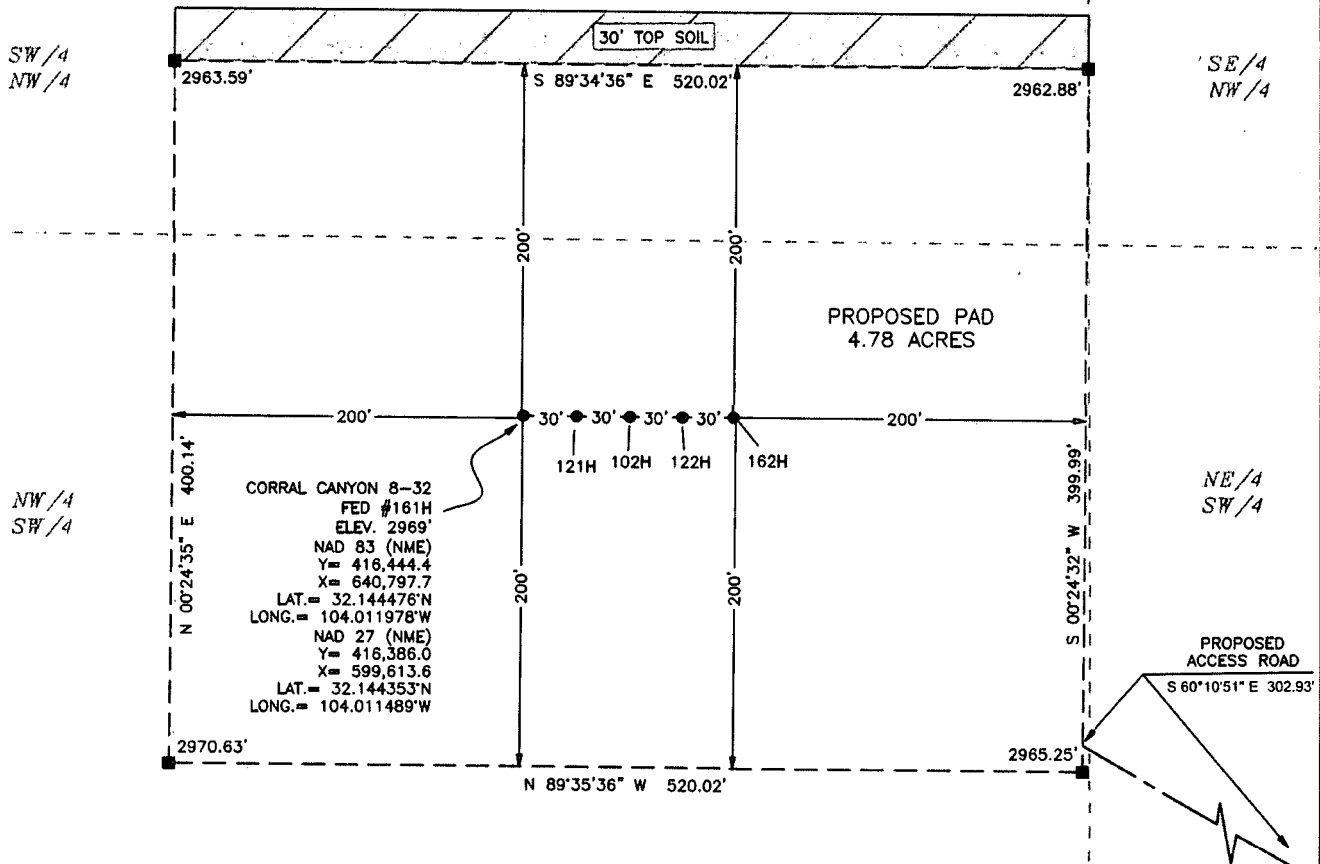 30' TOP SOIL
SW/4
NW/4
SE/4
NW/4
2963.59'
S 89°34'36" E 520.02'
2962.88'
200'
200'
PROPOSED PAD
4.78 ACRES
200'
30'
30'
30'
30'
200'
121H
102H
122H
162H
N 00°24'35" E 400.14'
S 00°24'32" W 399.99'
NW/4
SW/4
NE/4
SW/4
CORRAL CANYON 8-32
FED #161H
ELEV. 2969'
NAD 83 (NME)
Y= 416,444.4
X= 640,797.7
LAT.= 32.144476°N
LONG.= 104.011978°W
NAD 27 (NME)
Y= 416,386.0
X= 599,613.6
LAT.= 32.144353°N
LONG.= 104.011489°W
200'
200'
PROPOSED
ACCESS ROAD
S 60°10'51" E 302.93'
2970.63'
2965.25'
N 89°35'36" W 520.02'